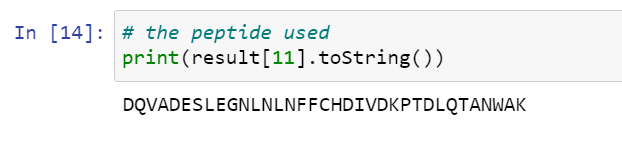 In [14]: # the peptide used
print(result[11].toString())
DQVADESLEGNLNLNFFCHDIVDKPTDLQTANWAK